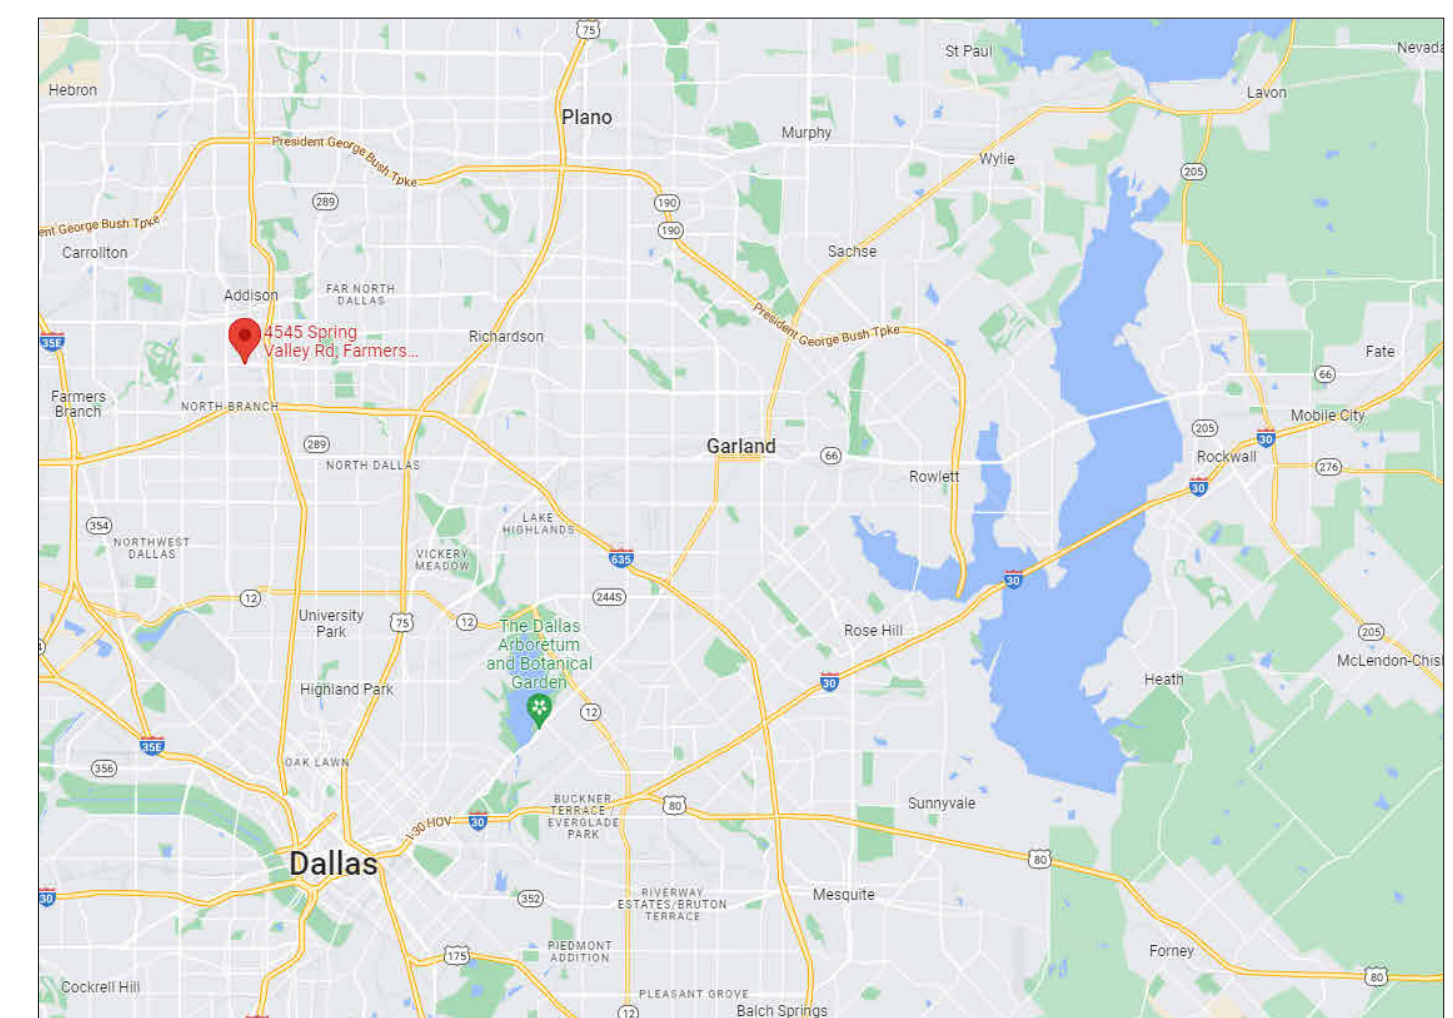 75
St Paul
Nevada
Hebron
Lavon
Plano
Murphy
President George Bush Tpke
Wylie
205
289
190
190
ent George Bush Tpke
Carrollton
Sachse
Addison
FAR NORTH
DALLAS
President George Bush Tpke
4545 Spring
Valley Rd, Farmers...
35E
Richardson
Fate
66
Farmers
Branch
NORTH BRANCH
Mobile City
205
30
289
Garland
66
Rockwall
NORTH DALLAS
Rowlett
276
30
354
LAKE
HIGHLANDS
NORTHWEST
DALLAS
VICKERY
MEADOW
635
30
12
244S
University
Park
75
12
The Dallas
Arboretum
and Botanical
Garden
Rose Hill
205
McLendon-Chisl
Highland Park
30
Heath
12
35E
OAK LAWN
356
BUCKNER
TERRACE /
EVERGLADE
PARK
80
Sunnyvale
I-30 HOV
30
Dallas
80
30
352
RIVERWAY
ESTATES/BRUTON
TERRACE
Mesquite
PIEDMONT
ADDITION
175
Forney
80
Cockrell Hill
PLEASANT GROVE
12
Balch Springs